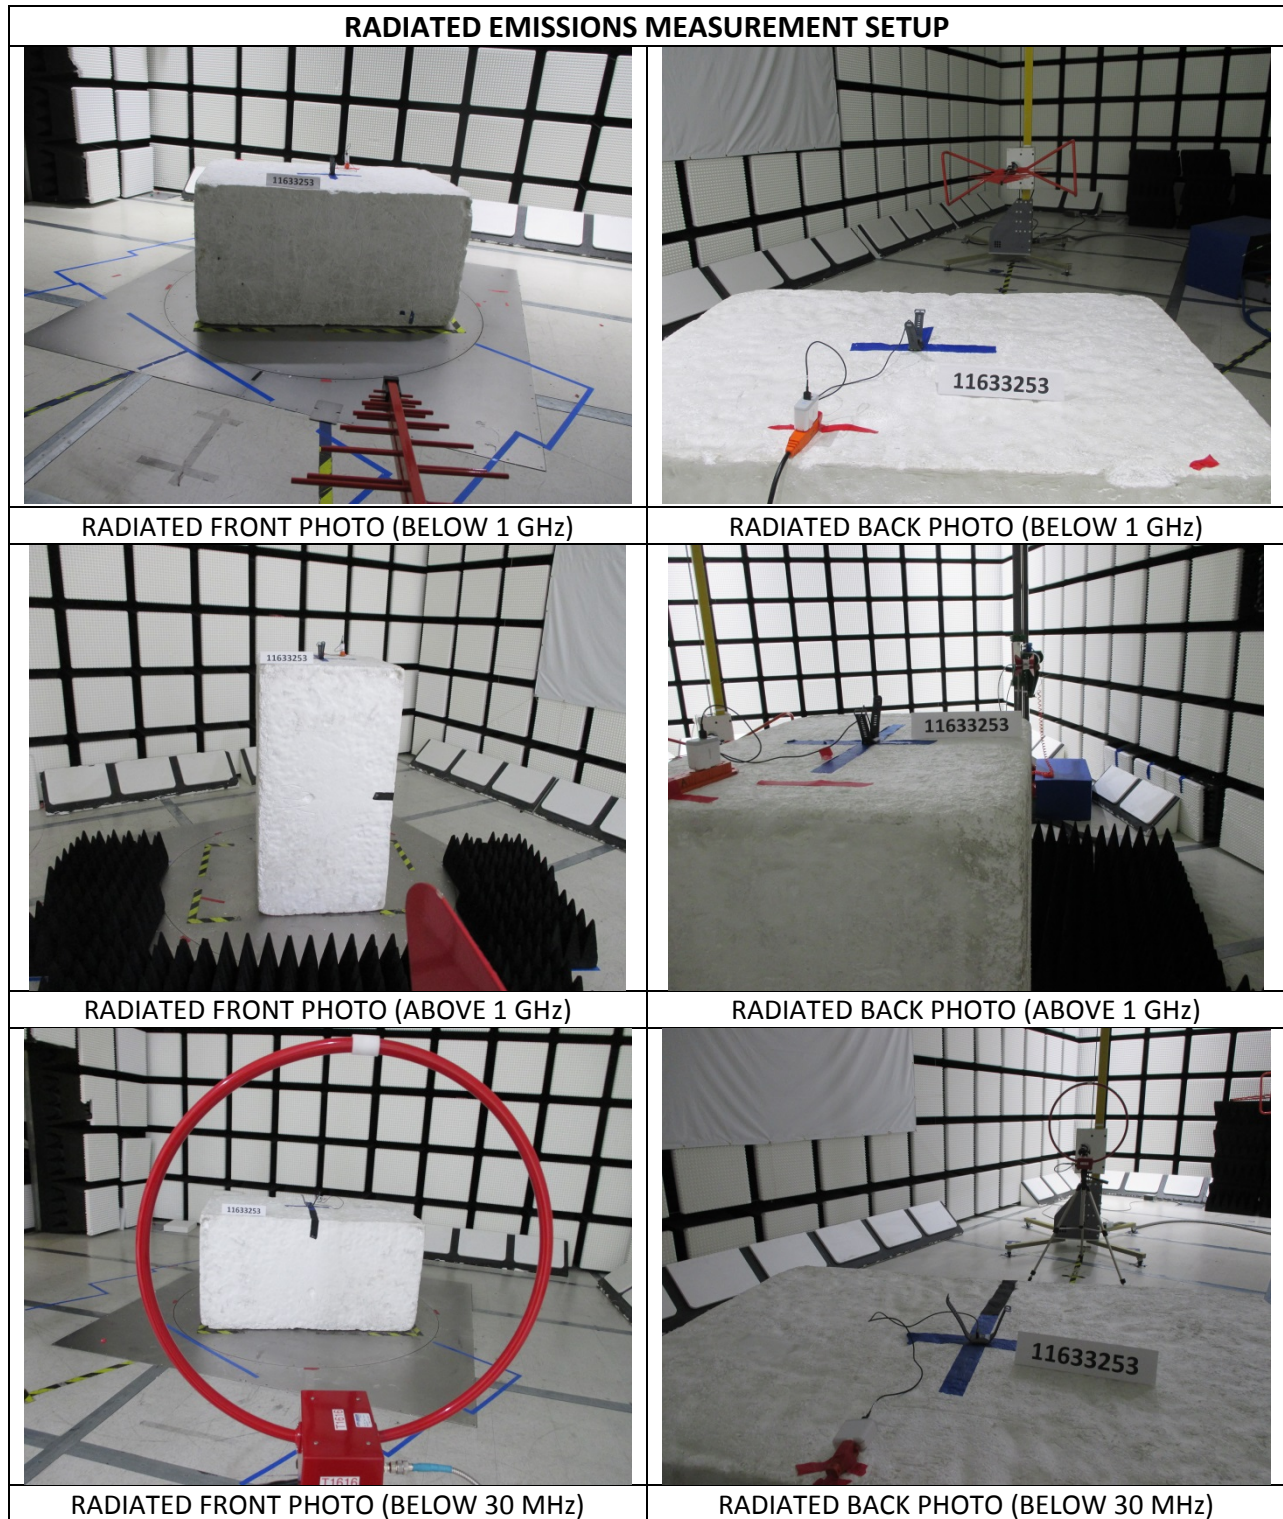 RADIATED EMISSIONS MEASUREMENT SETUP
11633253
11633253
RADIATED FRONT PHOTO (BELOW 1 GHz)
RADIATED BACK PHOTO (BELOW 1 GHz)
11633253
11633253
RADIATED FRONT PHOTO (ABOVE 1 GHz)
RADIATED BACK PHOTO (ABOVE 1 GHz)
11633253
11633253
T1616
T1616
RADIATED FRONT PHOTO (BELOW 30 MHz)
RADIATED BACK PHOTO (BELOW 30 MHz)